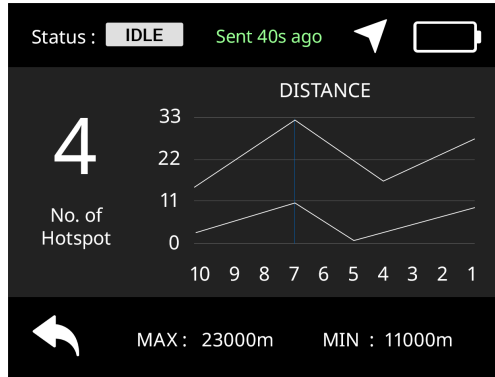 Status : IDLE Sent 40s ago
DISTANCE
33
22
11
0
10 9 8 7 6 5 4 3 2 1
4
No. of
Hotspot
MAX : 23000m MIN : 11000m